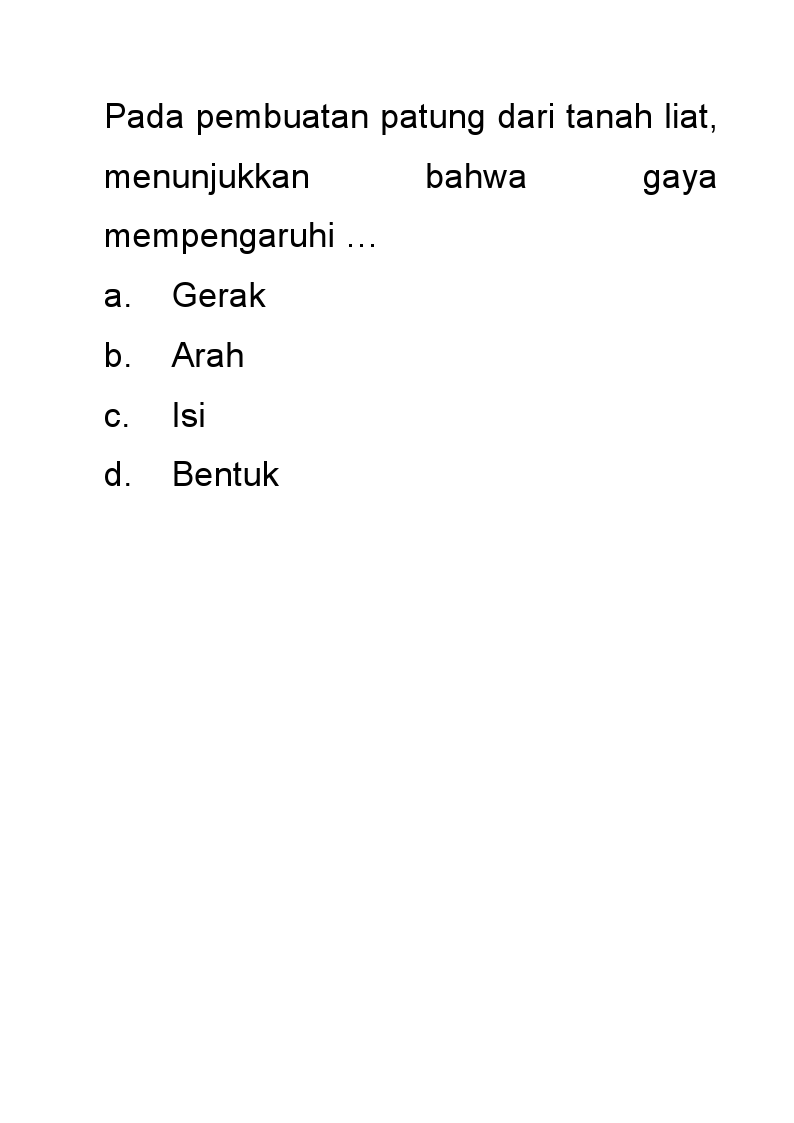 Pada pembuatan patung dari tanah liat,
menunjukkan bahwa gaya
mempengaruhi …
a. Gerak
b. Arah
c. Isi
d. Bentuk